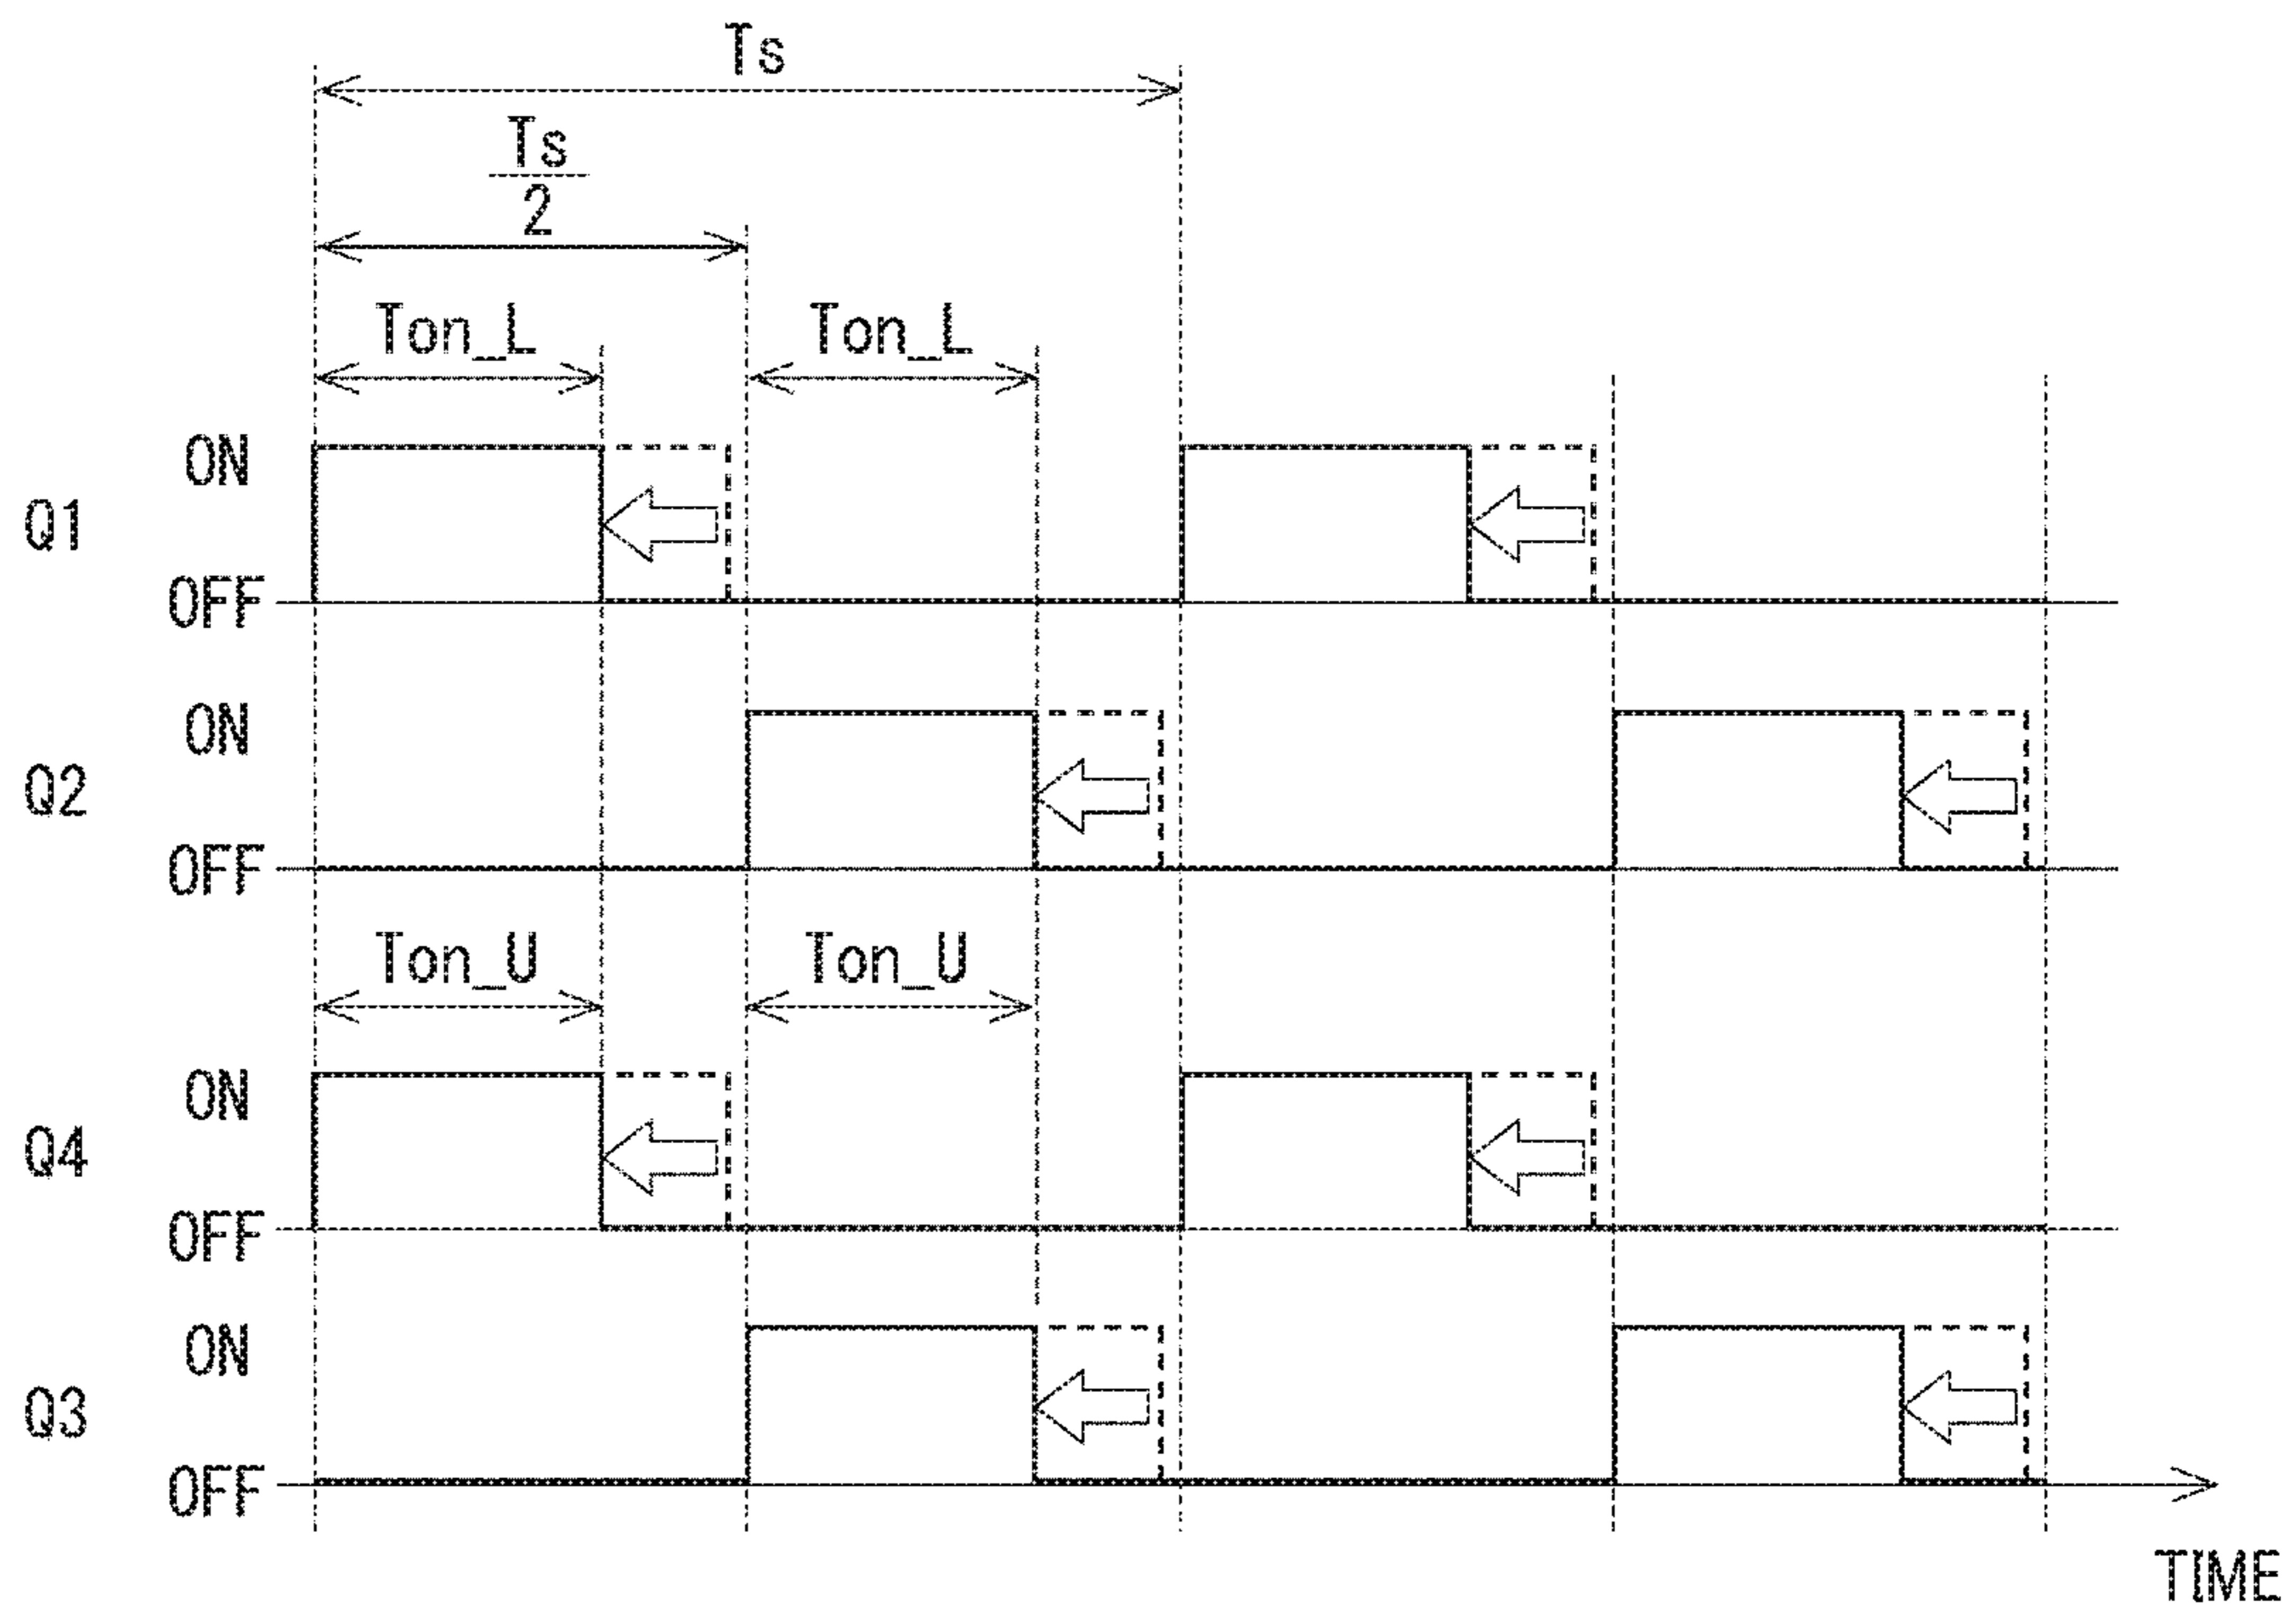 Ts
Ts
2
Ton_L Ton_L
ON
Q1
OFF
ON
Q2
OFF
Ton_U Ton_U
ON
Q4
OFF
ON
Q3
OFF
TIME